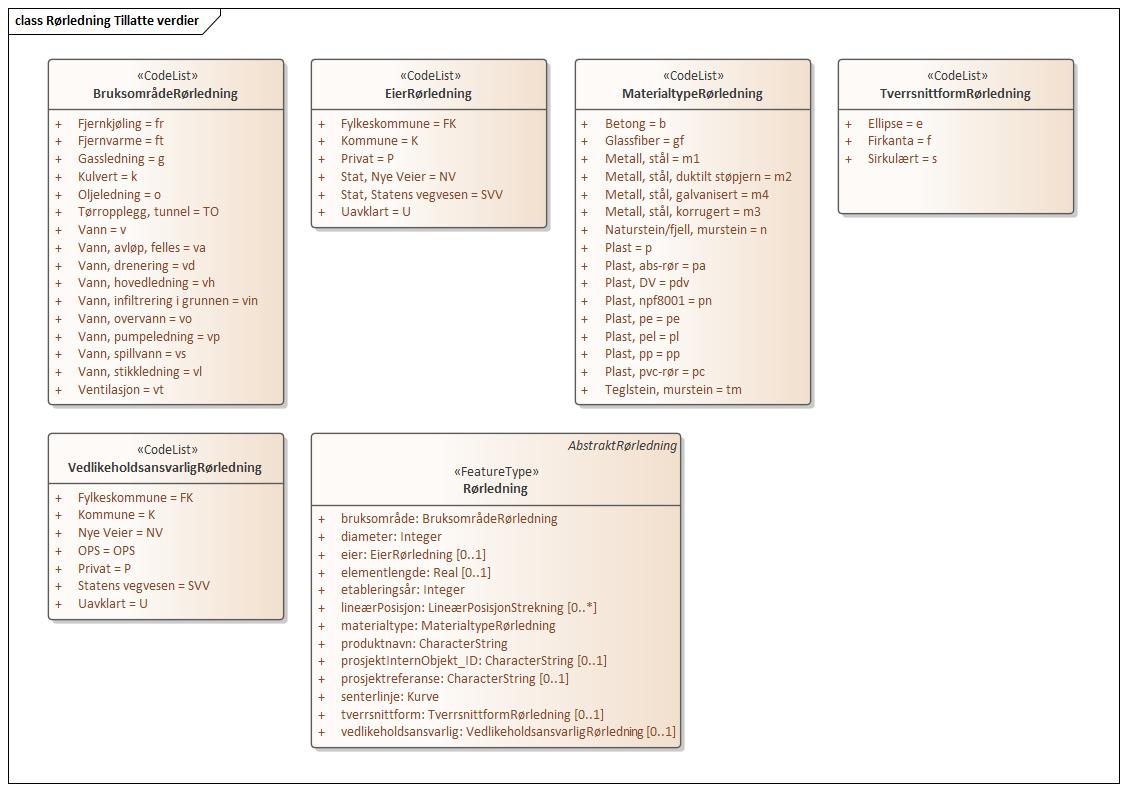 class Rørledning Tillatte verdier
«CodeList»
BruksområdeRørledning
+ Fjernkjøling = fr
+ Fjernvarme = ft
+ Gassledning = g
+ Kulvert = k
+ Oljeledning = o
+ Tørropplegg, tunnel = TO
+ Vann = v
+ Vann, avløp, felles = va
+ Vann, drenering = vd
+ Vann, hovedledning = vh
+ Vann, infiltrering i grunnen = vin
+ Vann, overvann = vo
+ Vann, pumpeledning = vp
+ Vann, spillvann = vs
+ Vann, stikkledning = vl
+ Ventilasjon = vt
«CodeList»
EierRørledning
+ Fylkeskommune = FK
+ Kommune = K
+ Privat = P
+ Stat, Nye Veier = NV
+ Stat, Statens vegvesen = SVV
+ Uavklart = U
«CodeList»
MaterialtypeRørledning
+ Betong = b
+ Glassfiber = gf
+ Metall, stål = m1
+ Metall, stål, duktilt støpjern = m2
+ Metall, stål, galvanisert = m4
+ Metall, stål, korrugert = m3
+ Naturstein/fjell, murstein = n
+ Plast = p
+ Plast, abs-rør = pa
+ Plast, DV = pdv
+ Plast, npf8001 = pn
+ Plast, pe = pe
+ Plast, pel = pl
+ Plast, pp = pp
+ Plast, pvc-rør = pc
+ Teglstein, murstein = tm
«CodeList»
TverrsnittformRørledning
+ Ellipse = e
+ Firkanta = f
+ Sirkulært = s
«CodeList»
VedlikeholdsansvarligRørledning
+ Fylkeskommune = FK
+ Kommune = K
+ Nye Veier = NV
+ OPS = OPS
+ Privat = P
+ Statens vegvesen = SVV
+ Uavklart = U
AbstraktRørledning
«FeatureType»
Rørledning
+ bruksområde: BruksområdeRørledning
+ diameter: Integer
+ eier: EierRørledning [0..1]
+ elementlengde: Real [0..1]
+ etableringsår: Integer
+ lineærPosisjon: LineærPosisjonStrekning [0..*]
+ materialtype: MaterialtypeRørledning
+ produktnavn: CharacterString
+ prosjektInternObjekt_ID: CharacterString [0..1]
+ prosjektreferanse: CharacterString [0..1]
+ senterlinje: Kurve
+ tverrsnittform: TverrsnittformRørledning [0..1]
+ vedlikeholdsansvarlig: VedlikeholdsansvarligRørledning [0..1]